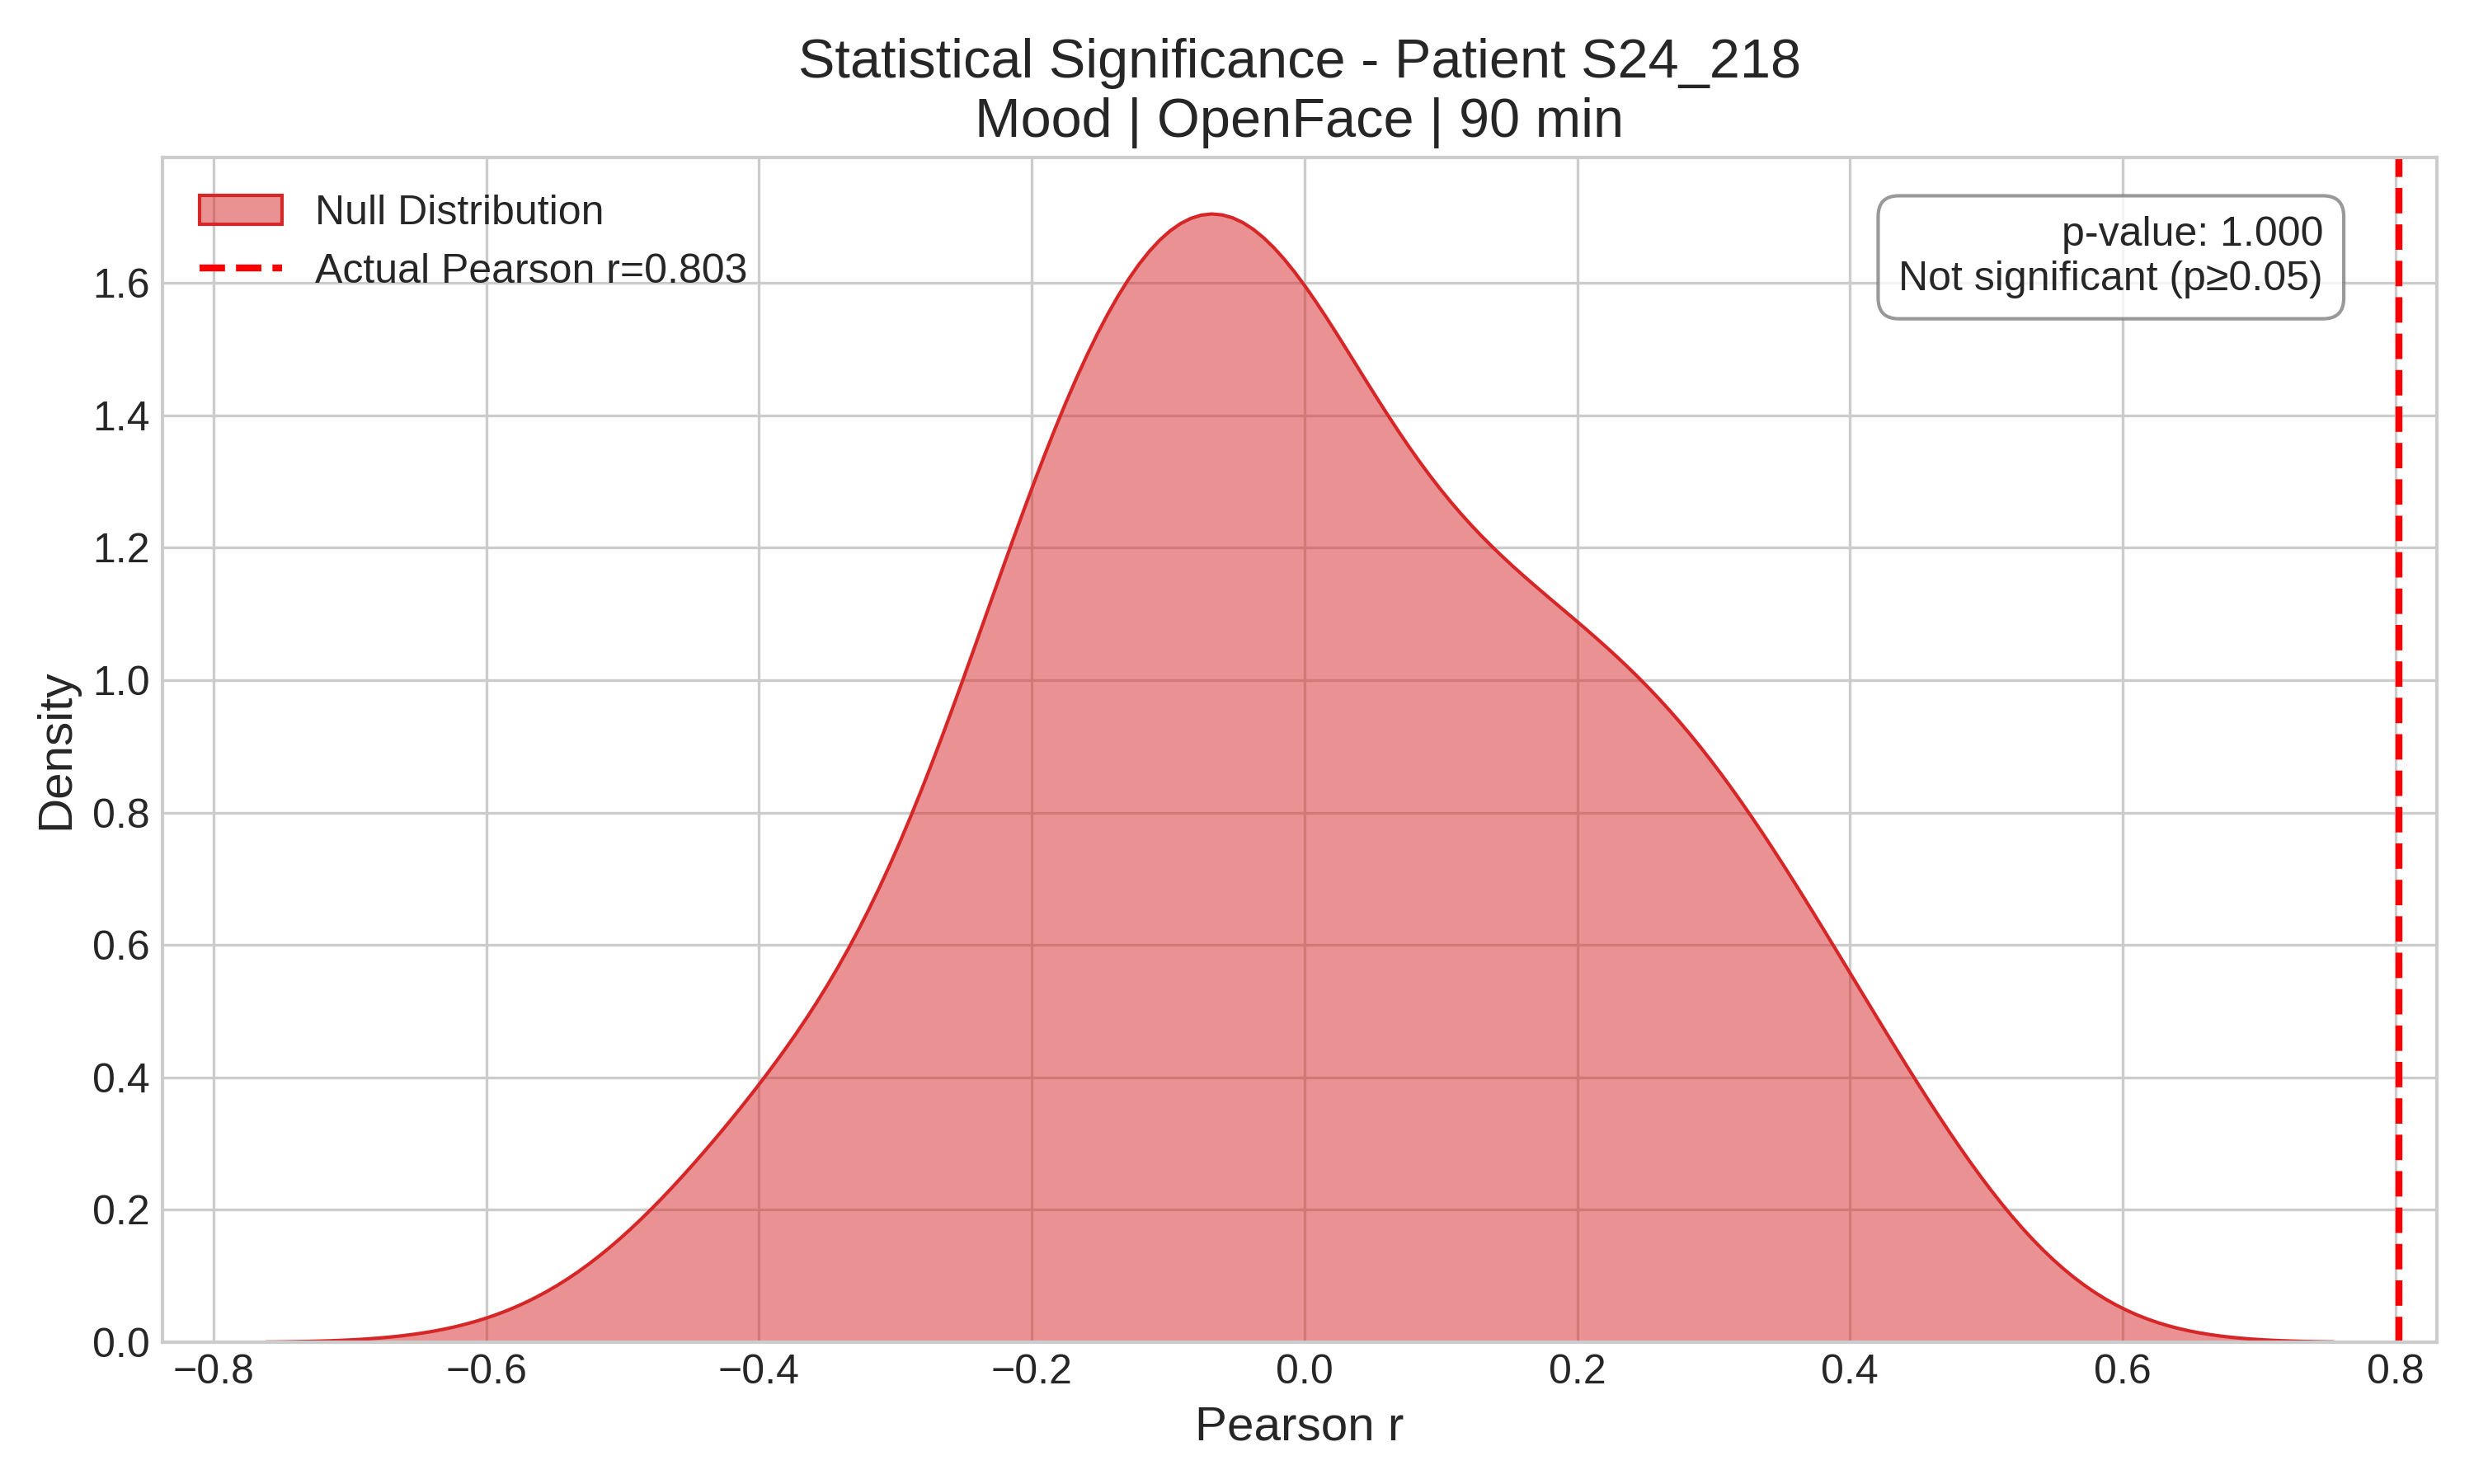 Statistical Significance - Patient S24_218
Mood | OpenFace | 90 min
Null Distribution
Actual Pearson r=0.803
p-value: 1.000
Not significant (p≥0.05)
Density
1.6
1.4
1.2
1.0
0.8
0.6
0.4
0.2
0.0
−0.8 −0.6 −0.4 −0.2 0.0 0.2 0.4 0.6 0.8
Pearson r